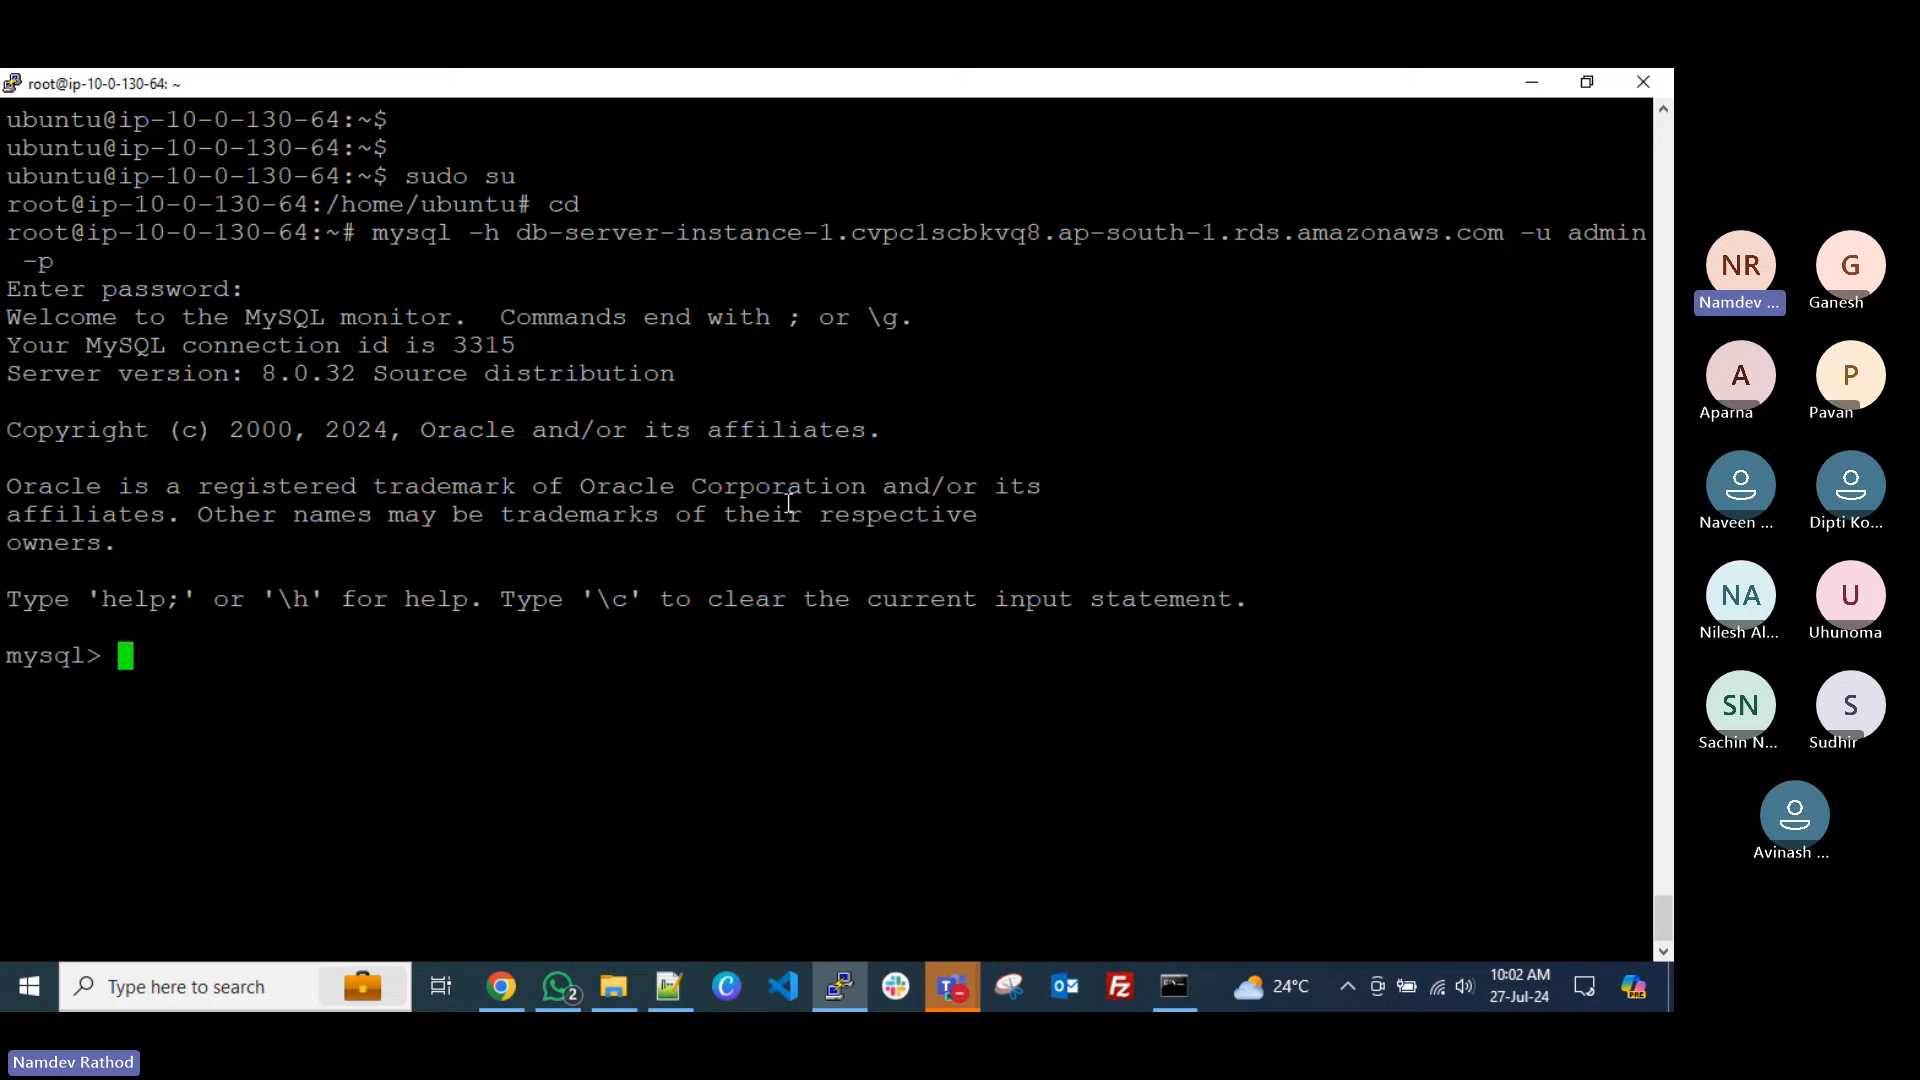 root@ip-10-0-130-64: ~
ubuntu@ip-10-0-130-64:~$
ubuntu@ip-10-0-130-64:~$
ubuntu@ip-10-0-130-64:~$ sudo su
root@ip-10-0-130-64:/home/ubuntu# cd
root@ip-10-0-130-64:~# mysql -h db-server-instance-1.cvpc1scbkvq8.ap-south-1.rds.amazonaws.com -u admin
-p
Enter password:
Welcome to the MySQL monitor.  Commands end with ; or \g.
Your MySQL connection id is 3315
Server version: 8.0.32 Source distribution
Copyright (c) 2000, 2024, Oracle and/or its affiliates.
Oracle is a registered trademark of Oracle Corporation and/or its
affiliates. Other names may be trademarks of their respective
owners.
Type 'help;' or '\h' for help. Type '\c' to clear the current input statement.
mysql>
NR G
Namdev ... Ganesh
A P
Aparna Pavan
Naveen ... Dipti Ko...
NA U
Nilesh Al... Uhunoma
SN S
Sachin N... Sudhir
Avinash ...
Type here to search
2
24°C
10:02 AM
27-Jul-24
PRE
Namdev Rathod